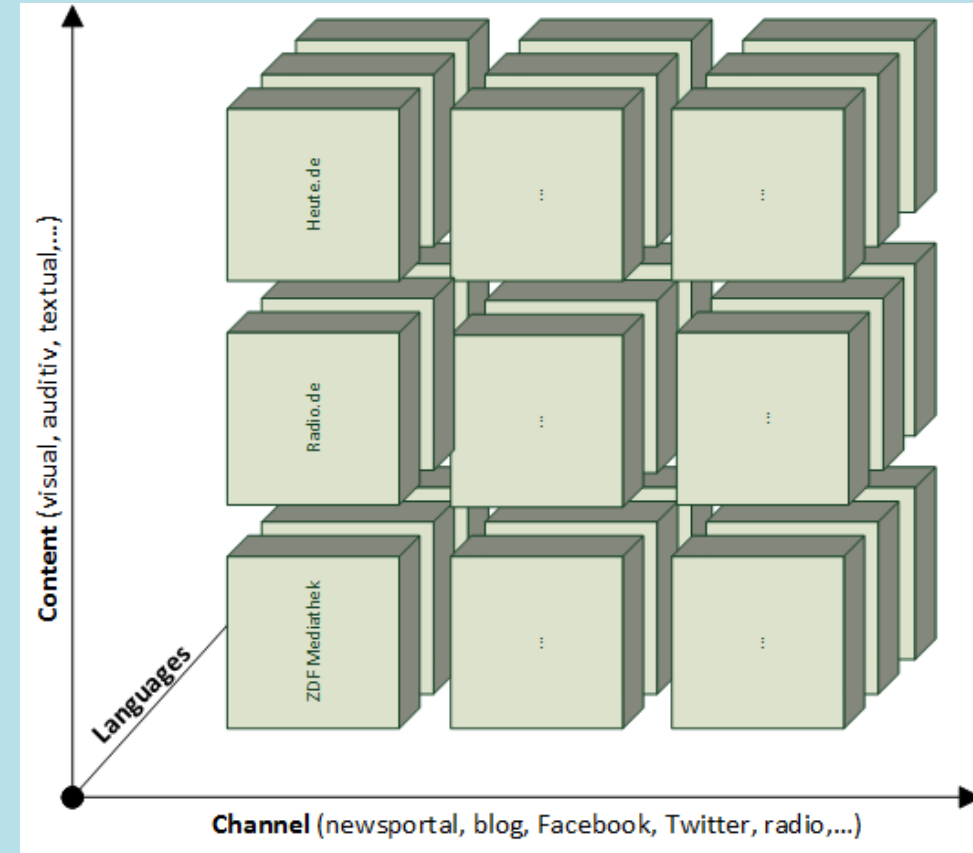 Content (visual, auditiv, textual,...)
Heute.de
...
...
Radio.de
...
...
ZDF Mediathek
...
...
Languages
Channel (newsportal, blog, Facebook, Twitter, radio,...)